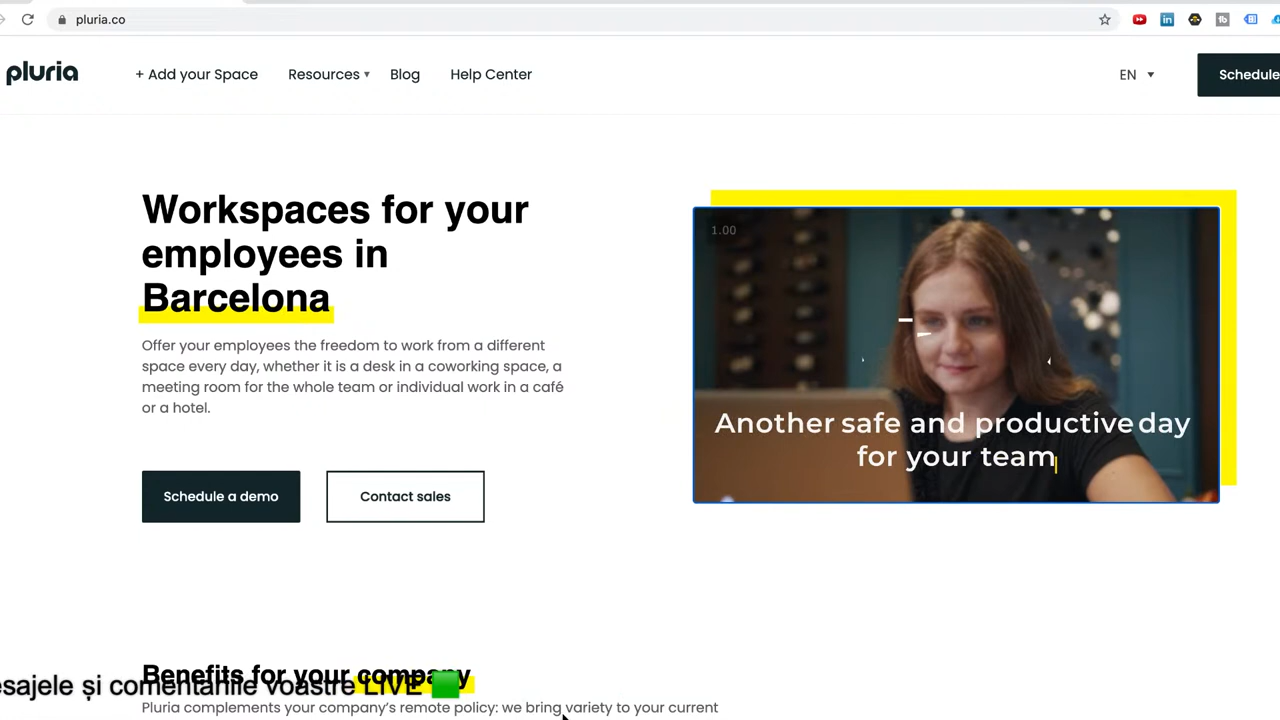 pluria.co
pluria
+ Add your Space
Resources
Blog
Help Center
EN
Schedule
Workspaces for your
employees in
Barcelona
Offer your employees the freedom to work from a different
space every day, whether it is a desk in a coworking space, a
meeting room for the whole team or individual work in a café
or a hotel.
Schedule a demo
Contact sales
1.00
Another safe and productive day
for your team
Benefits for your company
esajele și comentariile voastre LIVE
Pluria complements your company's remote policy: we bring variety to your current